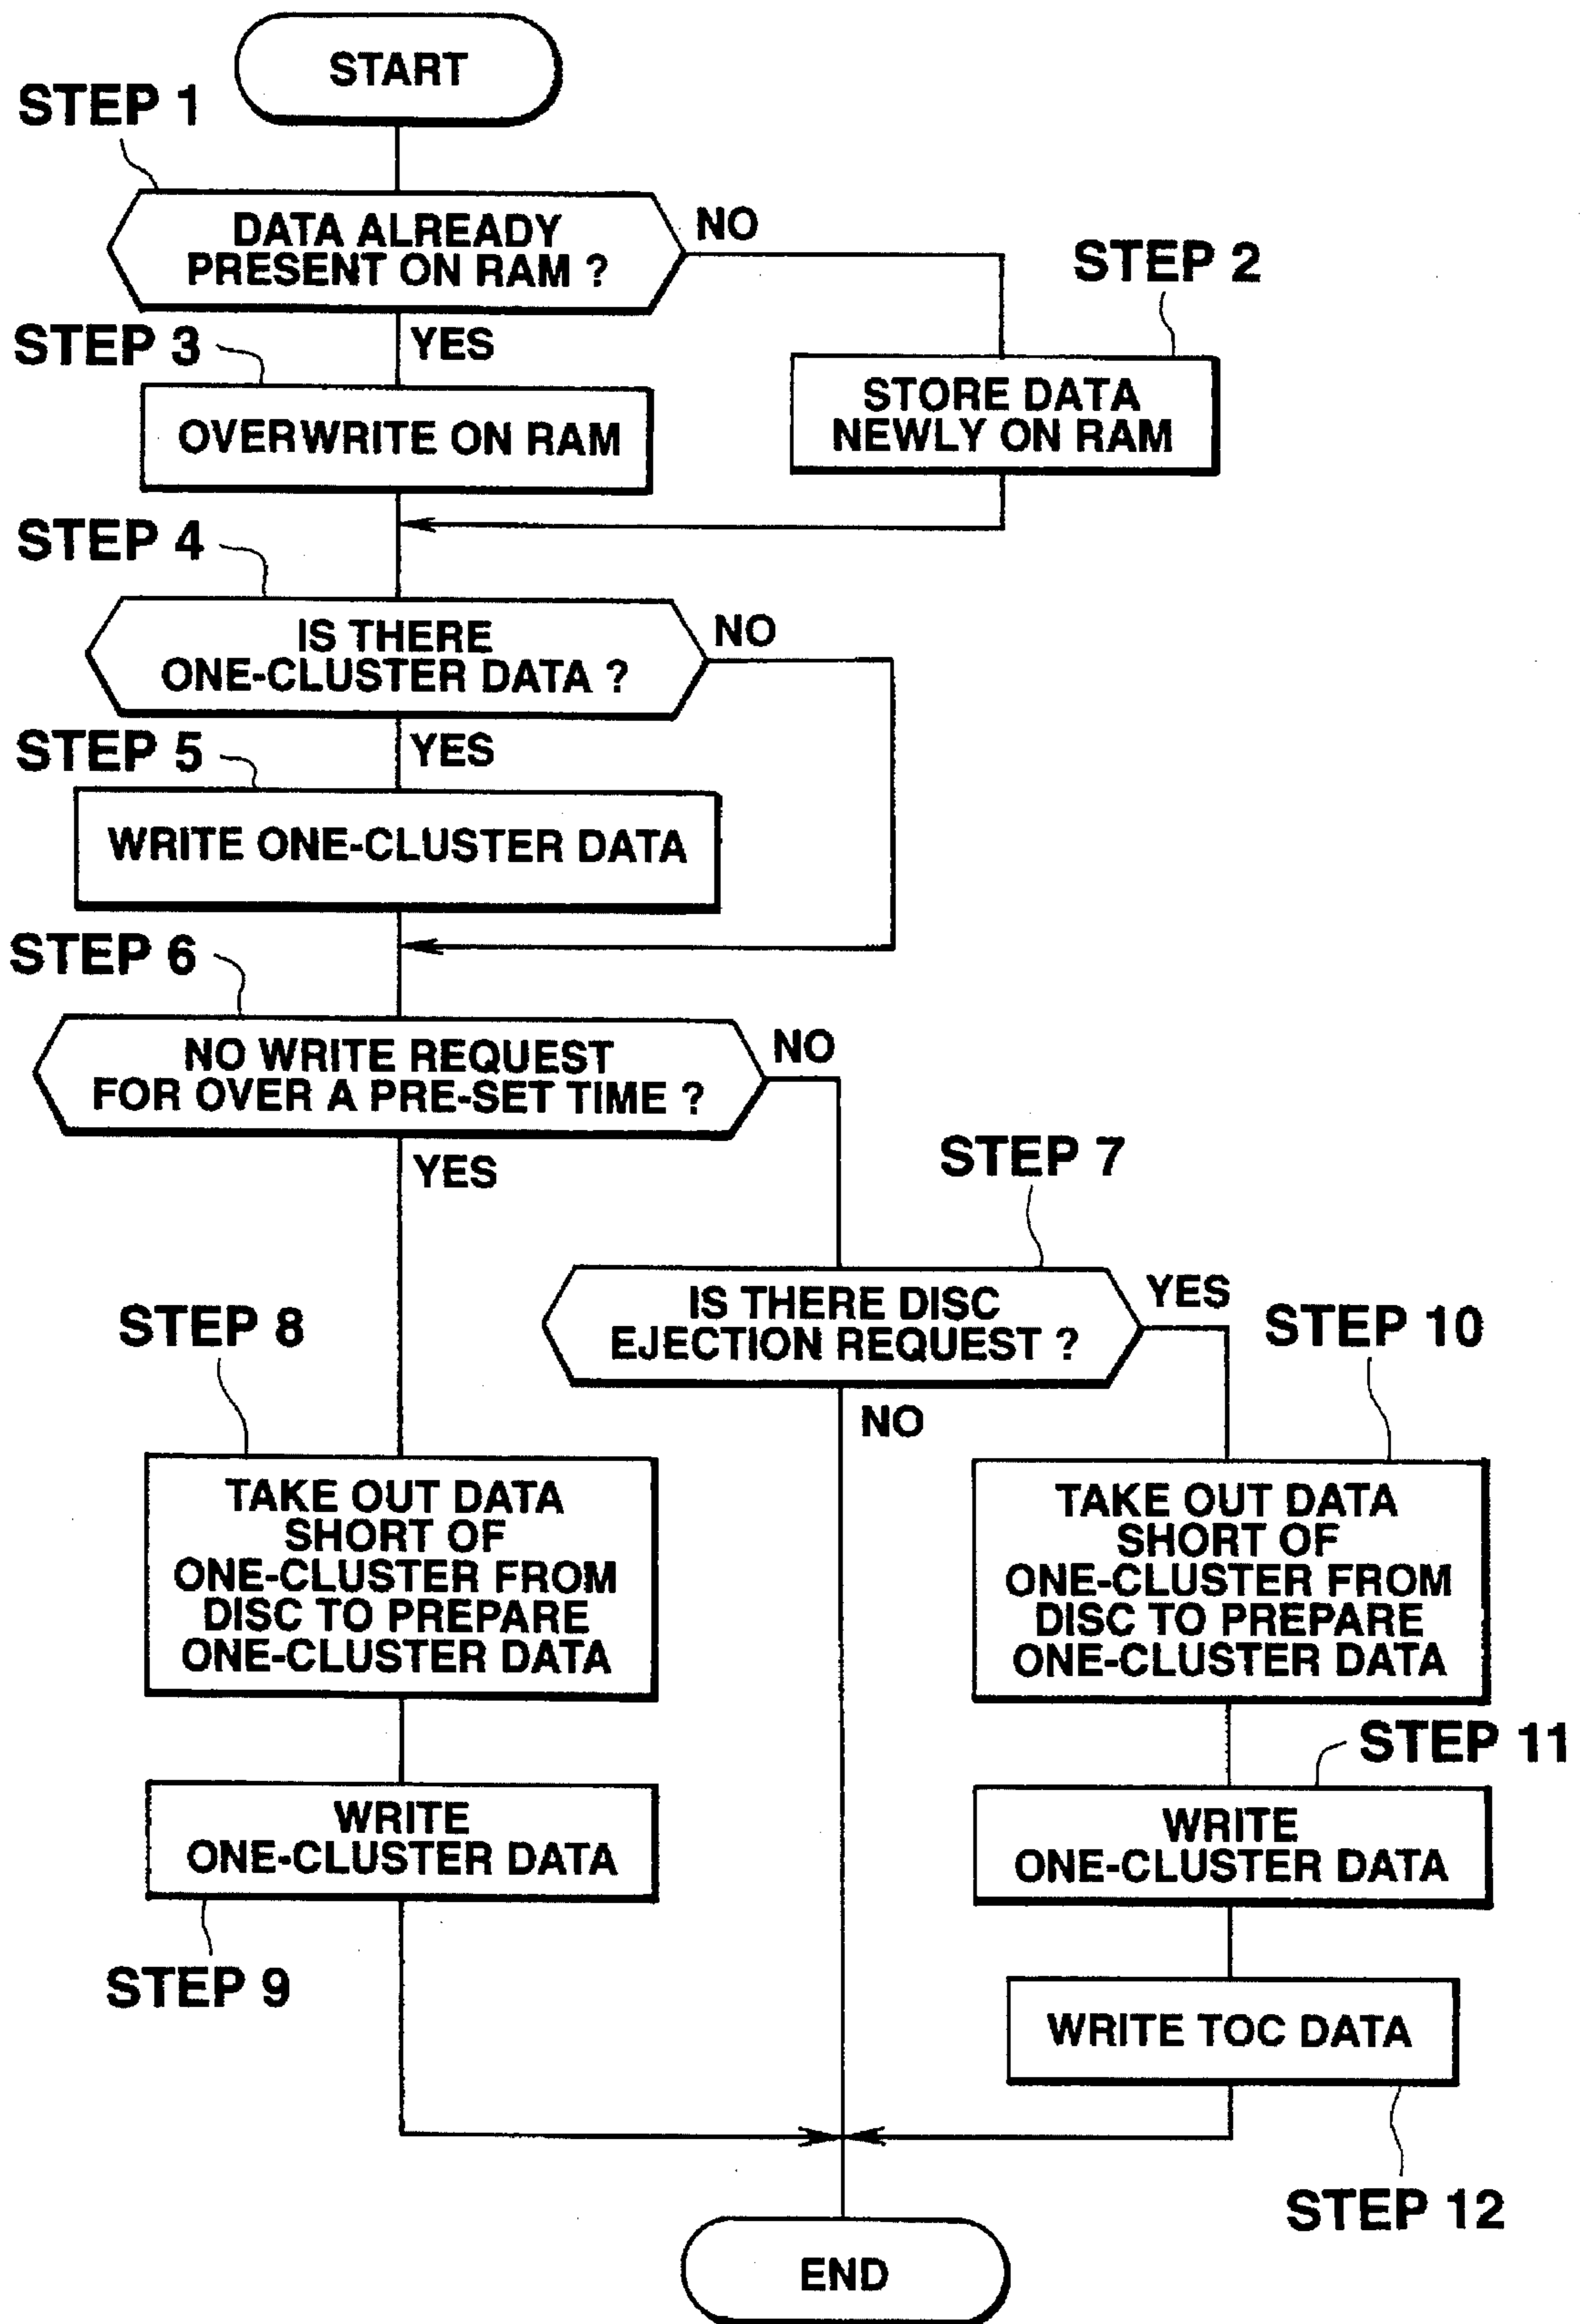 START
STEP 1
DATA ALREADY
PRESENT ON RAM ?
NO
STEP 2
YES
STEP 3
OVERWRITE ON RAM
STORE DATA
NEWLY ON RAM
STEP 4
IS THERE
ONE-CLUSTER DATA ?
NO
YES
STEP 5
WRITE ONE-CLUSTER DATA
STEP 6
NO WRITE REQUEST
FOR OVER A PRE-SET TIME ?
NO
YES
STEP 7
IS THERE DISC
EJECTION REQUEST ?
YES
NO
STEP 8
TAKE OUT DATA
SHORT OF
ONE-CLUSTER FROM
DISC TO PREPARE
ONE-CLUSTER DATA
STEP 10
TAKE OUT DATA
SHORT OF
ONE-CLUSTER FROM
DISC TO PREPARE
ONE-CLUSTER DATA
WRITE
ONE-CLUSTER DATA
STEP 9
STEP 11
WRITE
ONE-CLUSTER DATA
WRITE TOC DATA
STEP 12
END